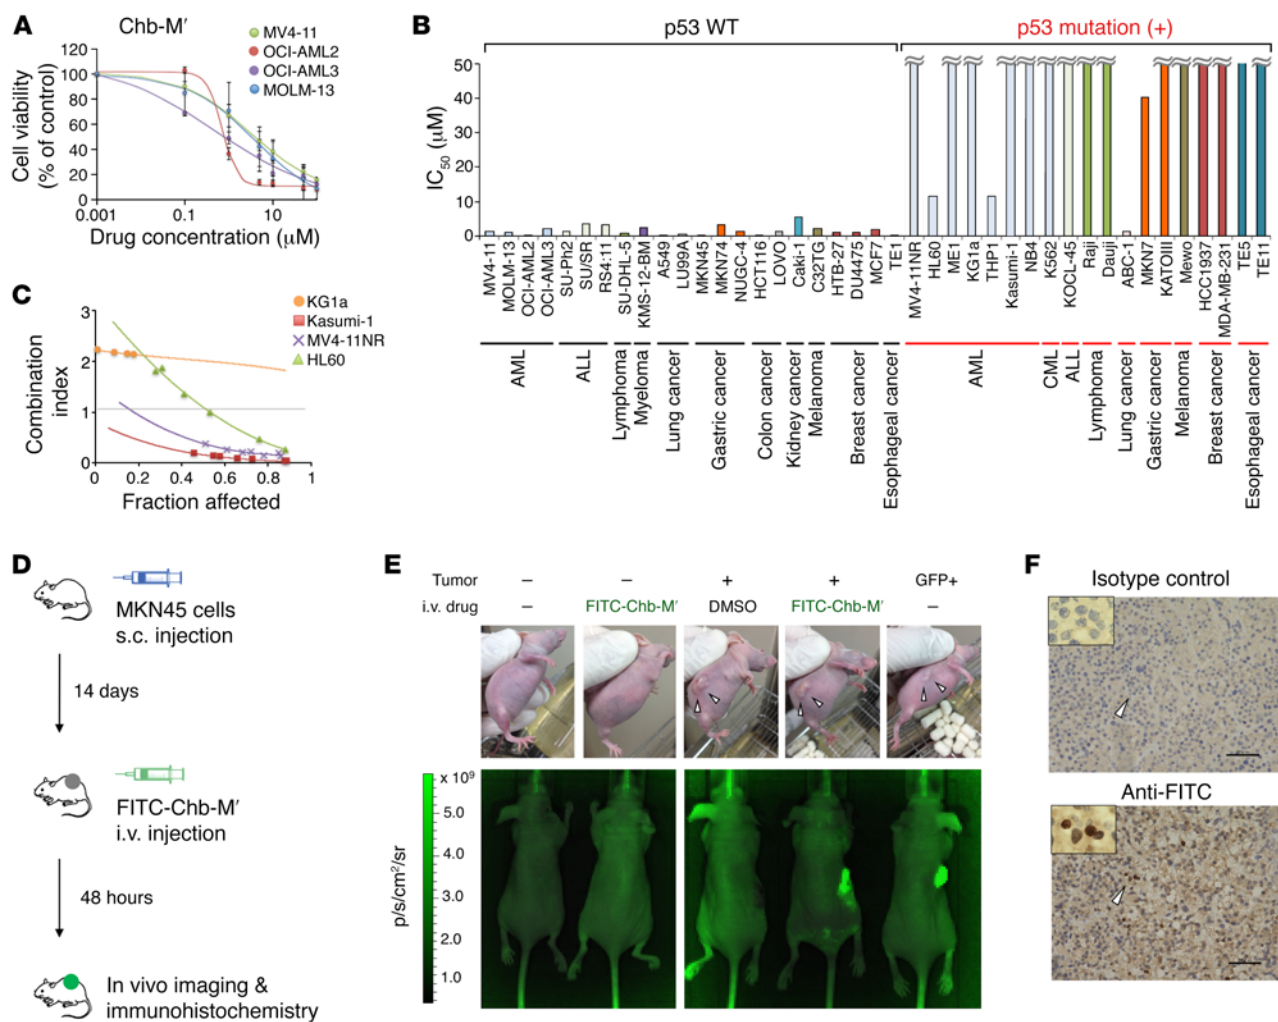 A
Chb-M′
MV4-11
OCI-AML2
OCI-AML3
MOLM-13
Cell viability
(% of control)
120
100
80
60
40
20
0
0.001
0.1
10
Drug concentration (μM)
B
p53 WT
p53 mutation (+)
IC50 (μM)
50
40
30
20
10
0
MV4-11
MOLM-13
OCI-AML2
OCI-AML3
SU-Ph2
SU/SR
RS4:11
SU-DHL-5
KMS-12-BM
A549
LU99A
MKN45
MKN74
NUGC-4
HCT116
LOVO
Caki-1
C32TG
HTB-27
DU4475
MCF7
TE1
MV4-11NR
HL60
ME1
KG1a
THP1
Kasumi-1
NB4
K562
KOCL-45
Raji
Dauji
ABC-1
MKN7
KATOIII
Mewo
HCC1937
MDA-MB-231
TE5
TE11
AML
ALL
Lymphoma
Myeloma
Lung cancer
Gastric cancer
Colon cancer
Kidney cancer
Melanoma
Breast cancer
Esophageal cancer
AML
CML
ALL
Lymphoma
Lung cancer
Gastric cancer
Melanoma
Breast cancer
Esophageal cancer
C
KG1a
Kasumi-1
MV4-11NR
HL60
Combination
index
3
2
1
0
0
0.2
0.4
0.6
0.8
1
Fraction affected
D
MKN45 cells
s.c. injection
14 days
FITC-Chb-M′
i.v. injection
48 hours
In vivo imaging &
immunohistochemistry
E
Tumor – – + + GFP+
i.v. drug – FITC-Chb-M′ DMSO FITC-Chb-M′ –
x 10⁹
5.0
4.0
3.0
2.0
1.0
p/s/cm²/sr
F
Isotype control
Anti-FITC